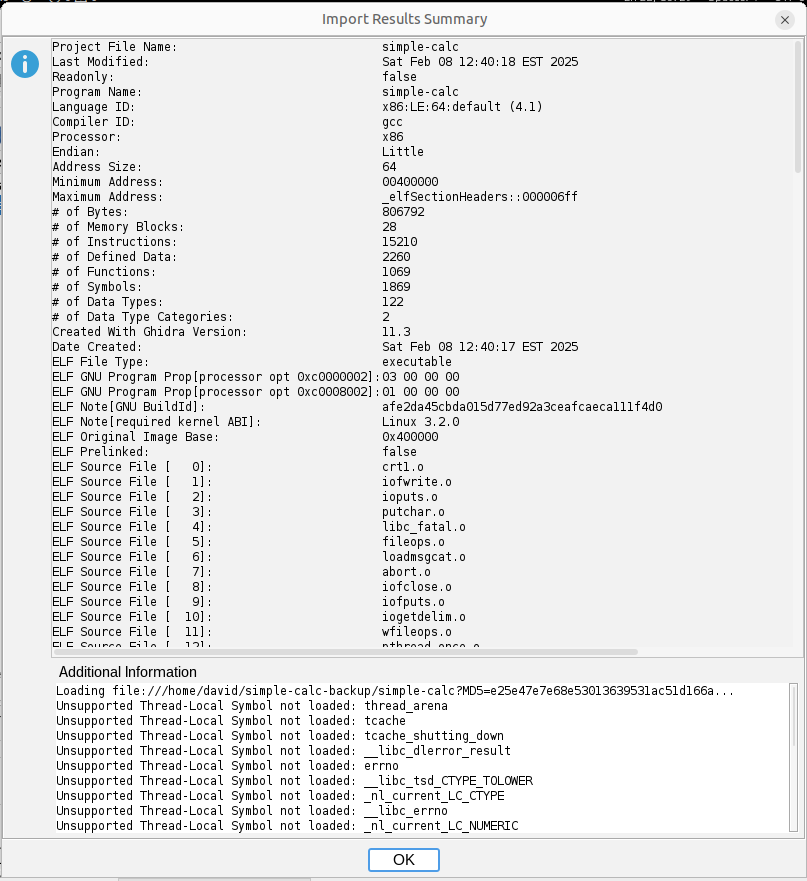 Import Results Summary
Project File Name: simple-calc
Last Modified: Sat Feb 08 12:40:18 EST 2025
Readonly: false
Program Name: simple-calc
Language ID: x86:LE:64:default (4.1)
Compiler ID: gcc
Processor: x86
Endian: Little
Address Size: 64
Minimum Address: 00400000
Maximum Address: _elfSectionHeaders::000006ff
# of Bytes: 806792
# of Memory Blocks: 28
# of Instructions: 15210
# of Defined Data: 2260
# of Functions: 1069
# of Symbols: 1869
# of Data Types: 122
# of Data Type Categories: 2
Created With Ghidra Version: 11.3
Date Created: Sat Feb 08 12:40:17 EST 2025
ELF File Type: executable
ELF GNU Program Prop[processor opt 0xc0000002]: 03 00 00 00
ELF GNU Program Prop[processor opt 0xc0008002]: 01 00 00 00
ELF Note[GNU BuildId]: afe2da45cbda015d77ed92a3ceafcaeca111f4d0
ELF Note[required kernel ABI]: Linux 3.2.0
ELF Original Image Base: 0x400000
ELF Prelinked: false
ELF Source File [ 0]: crt1.o
ELF Source File [ 1]: iofwrite.o
ELF Source File [ 2]: ioputs.o
ELF Source File [ 3]: putchar.o
ELF Source File [ 4]: libc_fatal.o
ELF Source File [ 5]: fileops.o
ELF Source File [ 6]: loadmsgcat.o
ELF Source File [ 7]: abort.o
ELF Source File [ 8]: iofclose.o
ELF Source File [ 9]: iofputs.o
ELF Source File [ 10]: iogetdelim.o
ELF Source File [ 11]: wfileops.o
ELF Source File [ 12]: pthread_once.o
Additional Information
Loading file:///home/david/simple-calc-backup/simple-calc?MD5=e25e47e7e68e53013639531ac51d166a...
Unsupported Thread-Local Symbol not loaded: thread_arena
Unsupported Thread-Local Symbol not loaded: tcache
Unsupported Thread-Local Symbol not loaded: tcache_shutting_down
Unsupported Thread-Local Symbol not loaded: __libc_dlerror_result
Unsupported Thread-Local Symbol not loaded: errno
Unsupported Thread-Local Symbol not loaded: __libc_tsd_CTYPE_TOLOWER
Unsupported Thread-Local Symbol not loaded: _nl_current_LC_CTYPE
Unsupported Thread-Local Symbol not loaded: __libc_errno
Unsupported Thread-Local Symbol not loaded: _nl_current_LC_NUMERIC
OK